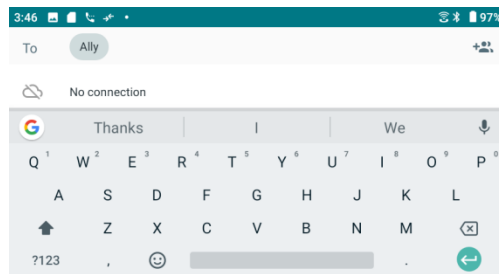 3:46 97%
To Ally
No connection
G Thanks I We
Q 1 W 2 E 3 R 4 T 5 Y 6 U 7 I 8 O 9 P 0
A S D F G H J K L
Z X C V B N M
?123 , .